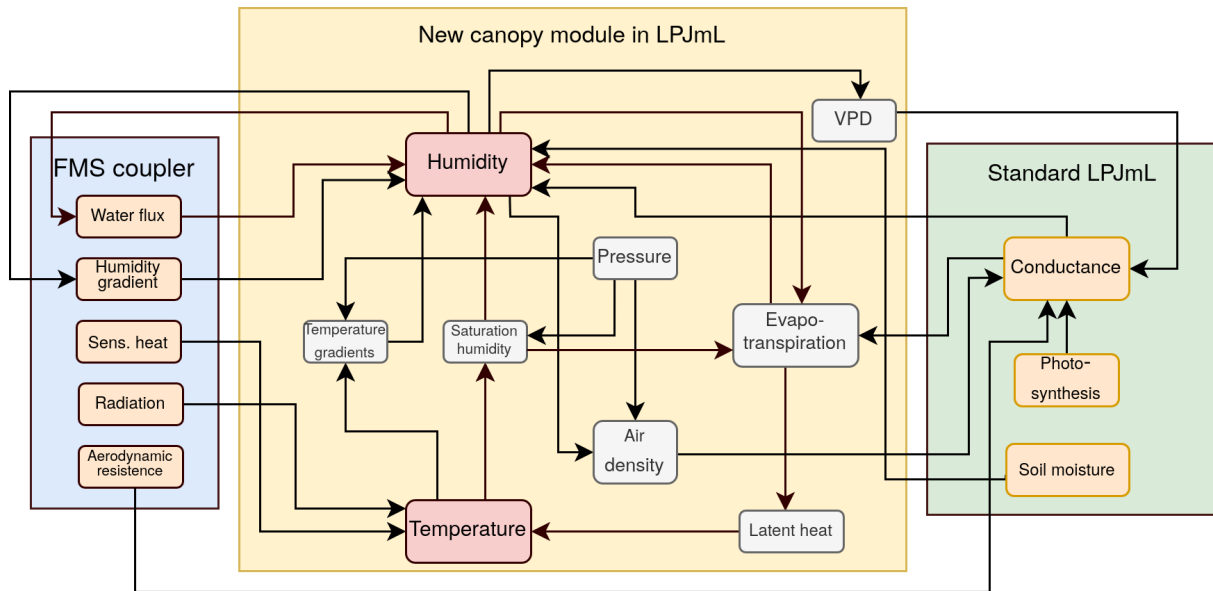 New canopy module in LPJmL
FMS coupler
Water flux
Humidity
gradient
Sens. heat
Radiation
Aerodynamic
resistence
Humidity
VPD
Pressure
Temperature
gradients
Saturation
humidity
Evapo-
transpiration
Air
density
Temperature
Latent heat
Standard LPJmL
Conductance
Photo-
synthesis
Soil moisture